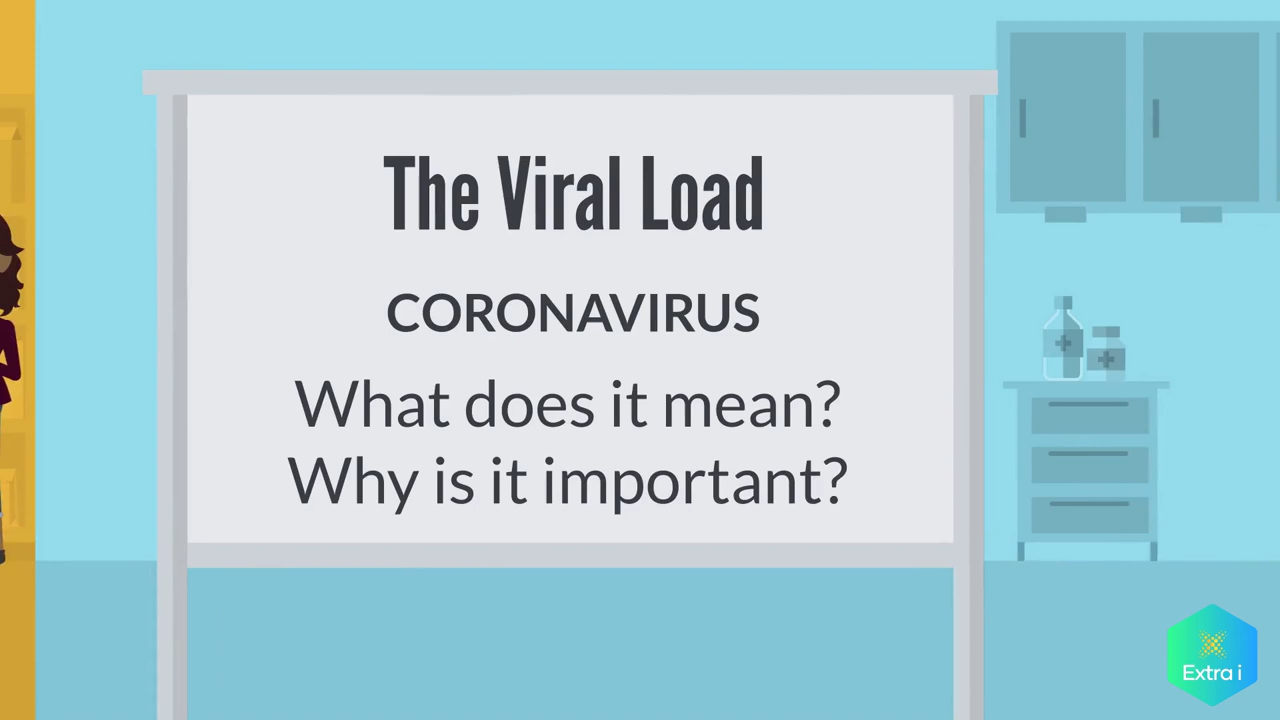 The Viral Load
CORONAVIRUS
What does it mean?
Why is it important?
Extra i